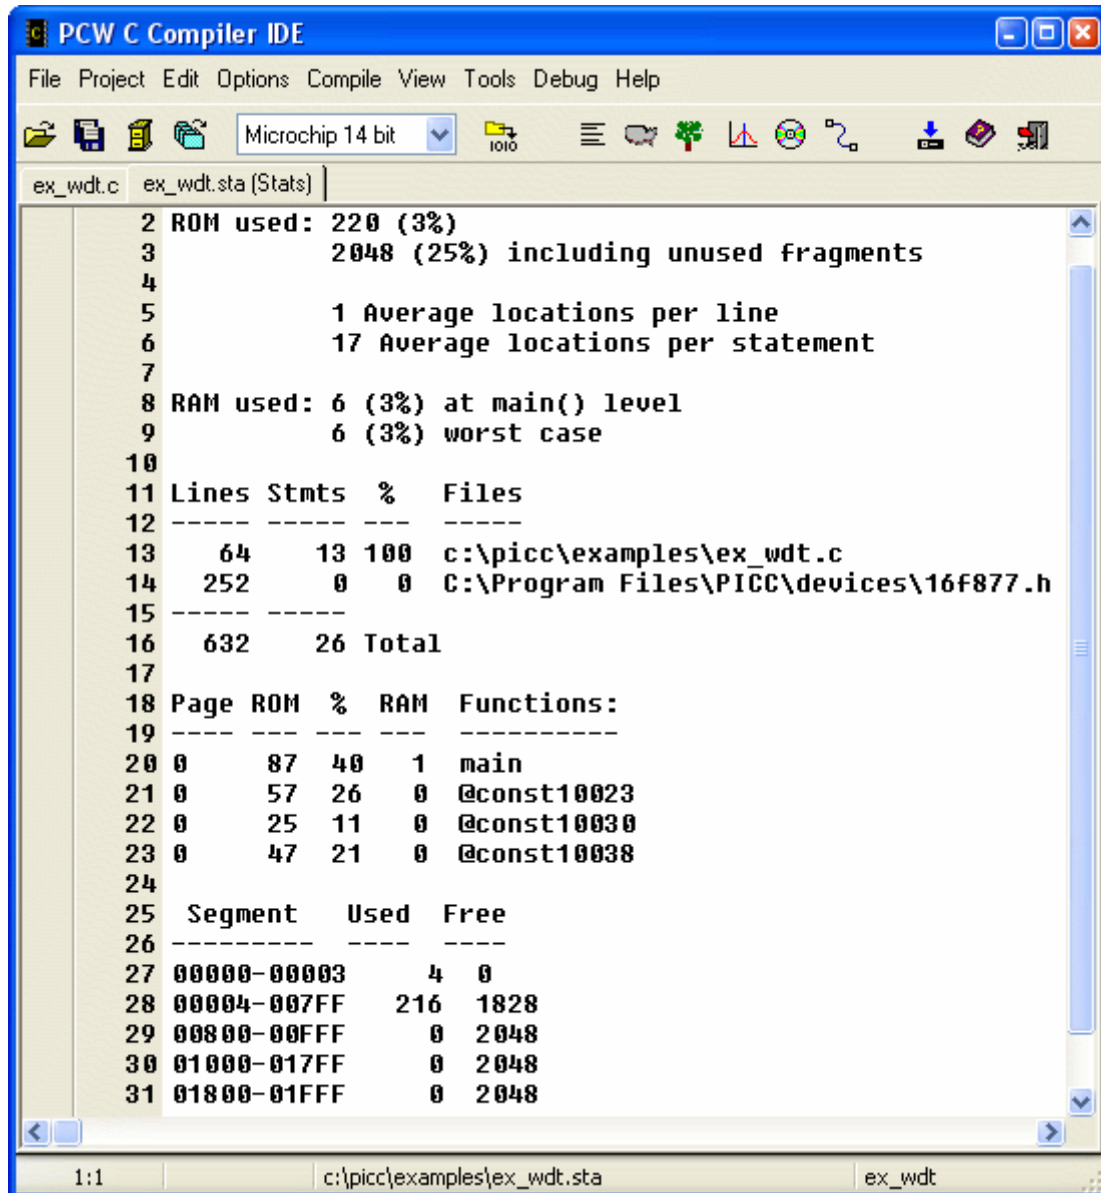 PCW C Compiler IDE
File Project Edit Options Compile View Tools Debug Help
Microchip 14 bit
1010
ex_wdt.c ex_wdt.sta (Stats)
2 ROM used: 220 (3%)
3 2048 (25%) including unused fragments
4
5 1 Average locations per line
6 17 Average locations per statement
7
8 RAM used: 6 (3%) at main() level
9 6 (3%) worst case
10
11 Lines Stmts % Files
12 ----- ----- --- -----
13 64 13 100 c:\picc\examples\ex_wdt.c
14 252 0 0 C:\Program Files\PICC\devices\16f877.h
15 ----- -----
16 632 26 Total
17
18 Page ROM % RAM Functions:
19 ---- --- --- --- ----------
20 0 87 40 1 main
21 0 57 26 0 @const10023
22 0 25 11 0 @const10030
23 0 47 21 0 @const10038
24
25 Segment Used Free
26 --------- ---- ----
27 00000-00003 4 0
28 00004-007FF 216 1828
29 00800-00FFF 0 2048
30 01000-017FF 0 2048
31 01800-01FFF 0 2048
1:1 c:\picc\examples\ex_wdt.sta ex_wdt